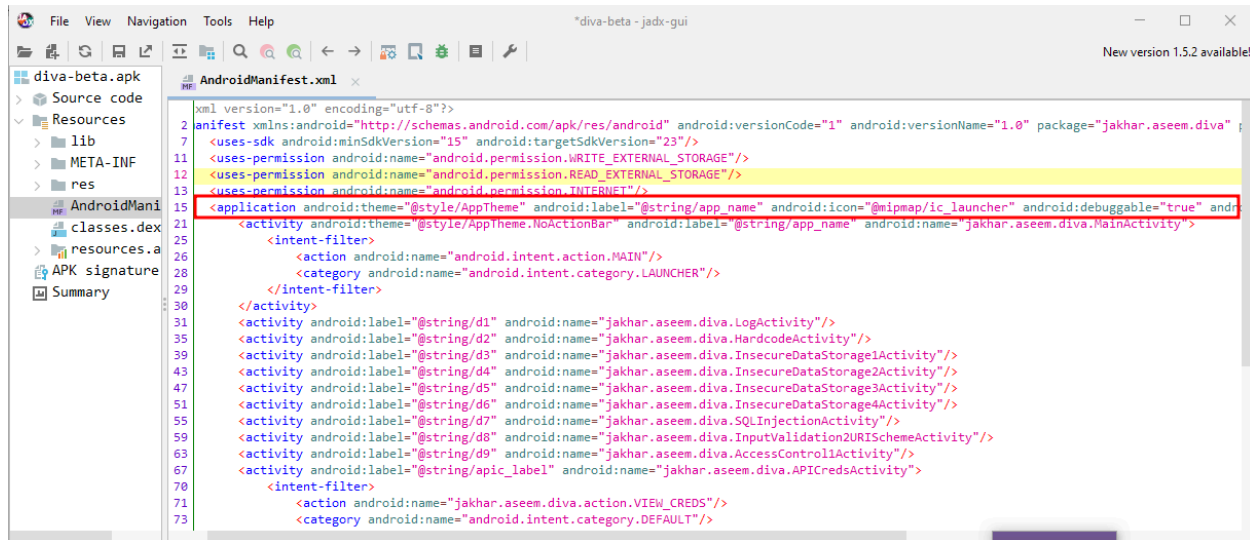 File View Navigation Tools Help
*diva-beta - jadx-gui
New version 1.5.2 available!
diva-beta.apk
Source code
Resources
lib
META-INF
res
AndroidMani
classes.dex
resources.a
APK signature
Summary
AndroidManifest.xml
xml version="1.0" encoding="utf-8"?>
2 anifest xmlns:android="http://schemas.android.com/apk/res/android" android:versionCode="1" android:versionName="1.0" package="jakhar.aseem.diva" p
7 <uses-sdk android:minSdkVersion="15" android:targetSdkVersion="23"/>
11 <uses-permission android:name="android.permission.WRITE_EXTERNAL_STORAGE"/>
12 <uses-permission android:name="android.permission.READ_EXTERNAL_STORAGE"/>
13 <uses-permission android:name="android.permission.INTERNET"/>
15 <application android:theme="@style/AppTheme" android:label="@string/app_name" android:icon="@mipmap/ic_launcher" android:debuggable="true" andr
21 <activity android:theme="@style/AppTheme.NoActionBar" android:label="@string/app_name" android:name="jakhar.aseem.diva.MainActivity">
25 <intent-filter>
26 <action android:name="android.intent.action.MAIN"/>
28 <category android:name="android.intent.category.LAUNCHER"/>
29 </intent-filter>
30 </activity>
31 <activity android:label="@string/d1" android:name="jakhar.aseem.diva.LogActivity"/>
35 <activity android:label="@string/d2" android:name="jakhar.aseem.diva.HardcodeActivity"/>
39 <activity android:label="@string/d3" android:name="jakhar.aseem.diva.InsecureDataStorage1Activity"/>
43 <activity android:label="@string/d4" android:name="jakhar.aseem.diva.InsecureDataStorage2Activity"/>
47 <activity android:label="@string/d5" android:name="jakhar.aseem.diva.InsecureDataStorage3Activity"/>
51 <activity android:label="@string/d6" android:name="jakhar.aseem.diva.InsecureDataStorage4Activity"/>
55 <activity android:label="@string/d7" android:name="jakhar.aseem.diva.SQLInjectionActivity"/>
59 <activity android:label="@string/d8" android:name="jakhar.aseem.diva.InputValidation2URISchemeActivity"/>
63 <activity android:label="@string/d9" android:name="jakhar.aseem.diva.AccessControl1Activity"/>
67 <activity android:label="@string/apic_label" android:name="jakhar.aseem.diva.APICredsActivity">
70 <intent-filter>
71 <action android:name="jakhar.aseem.diva.action.VIEW_CREDS"/>
73 <category android:name="android.intent.category.DEFAULT"/>